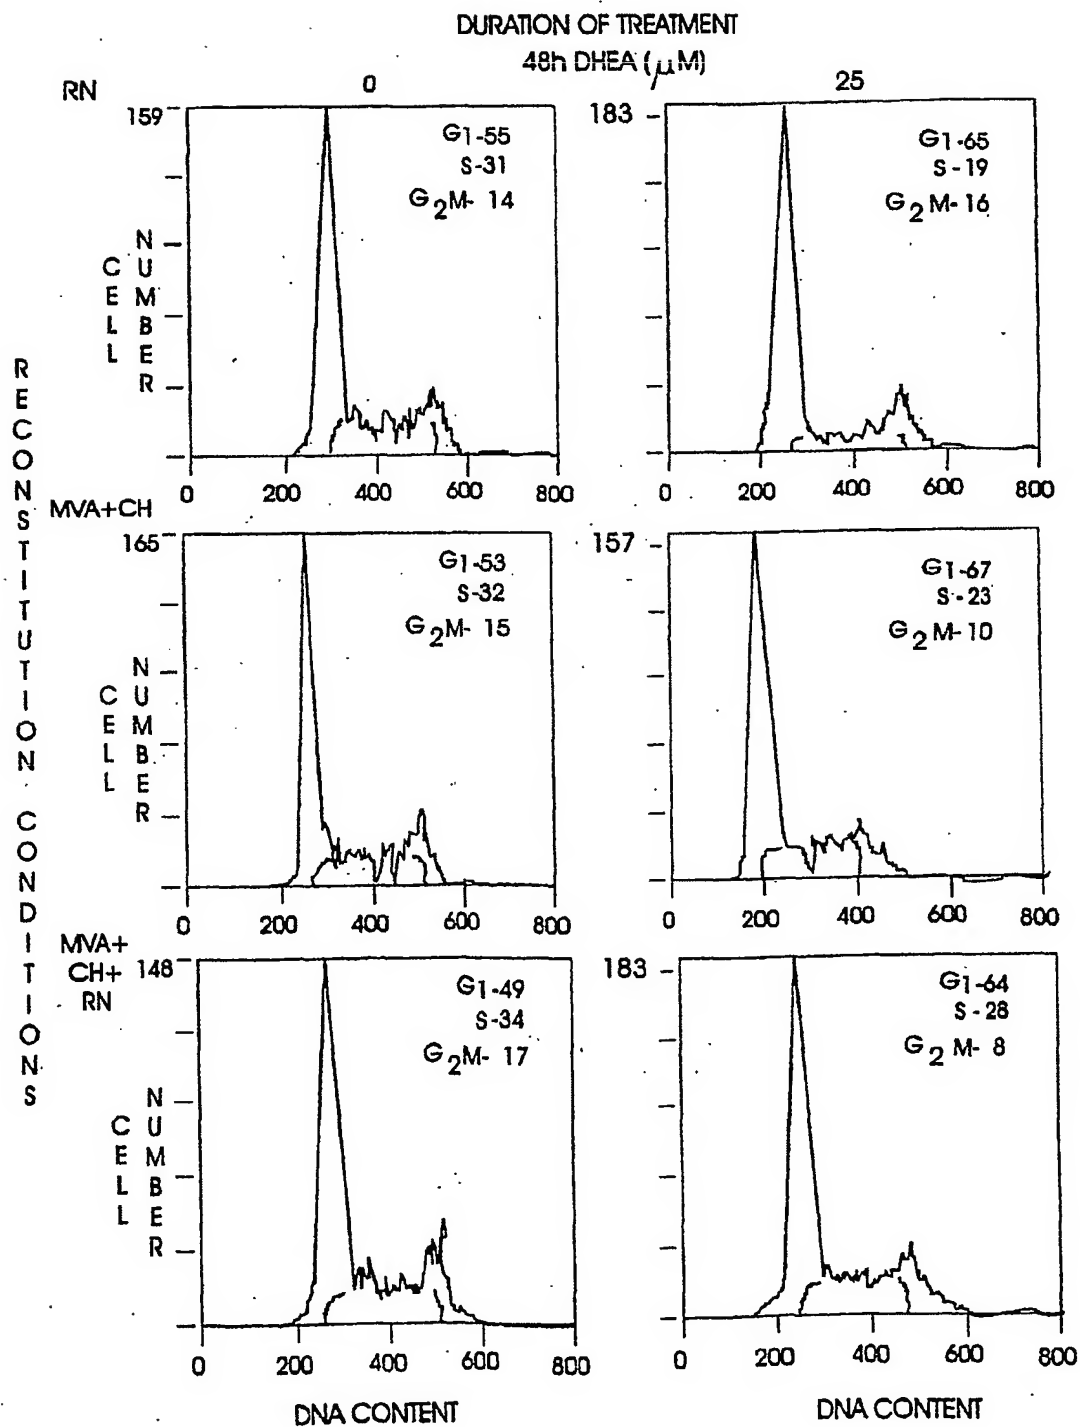 DURATION OF TREATMENT
48h DHEA (μM)
RN
0
25
159
G1-55
S-31
G2M- 14
183
G1-65
S-19
G2M-16
CELL NUMBER
0 200 400 600 800
0 200 400 600 800
RECONSTITUTION CONDITIONS
MVA+CH
165
G1-53
S-32
G2M- 15
157
G1-67
S-23
G2M-10
CELL NUMBER
0 200 400 600 800
0 200 400 600 800
MVA+
CH+
RN
148
G1-49
S-34
G2M- 17
183
G1-64
S-28
G2M- 8
CELL NUMBER
0 200 400 600 800
0 200 400 600 800
DNA CONTENT
DNA CONTENT